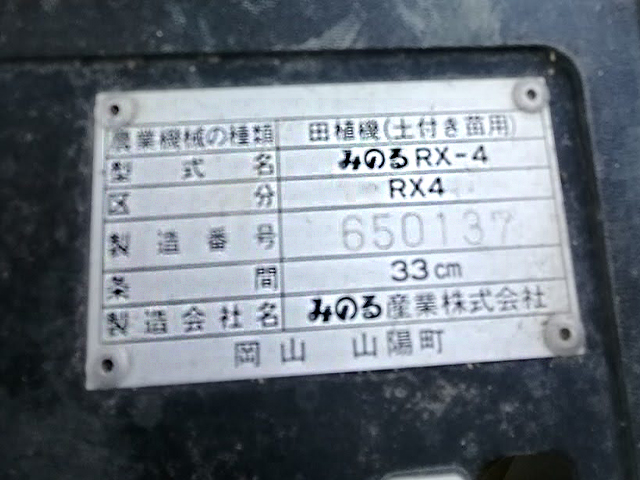 農業機械の種類 田植機(土付き苗用)
型式名 みのるRX-4
区分 RX4
製造番号 650137
条間 33cm
製造会社名 みのる産業株式会社
岡山 山陽町